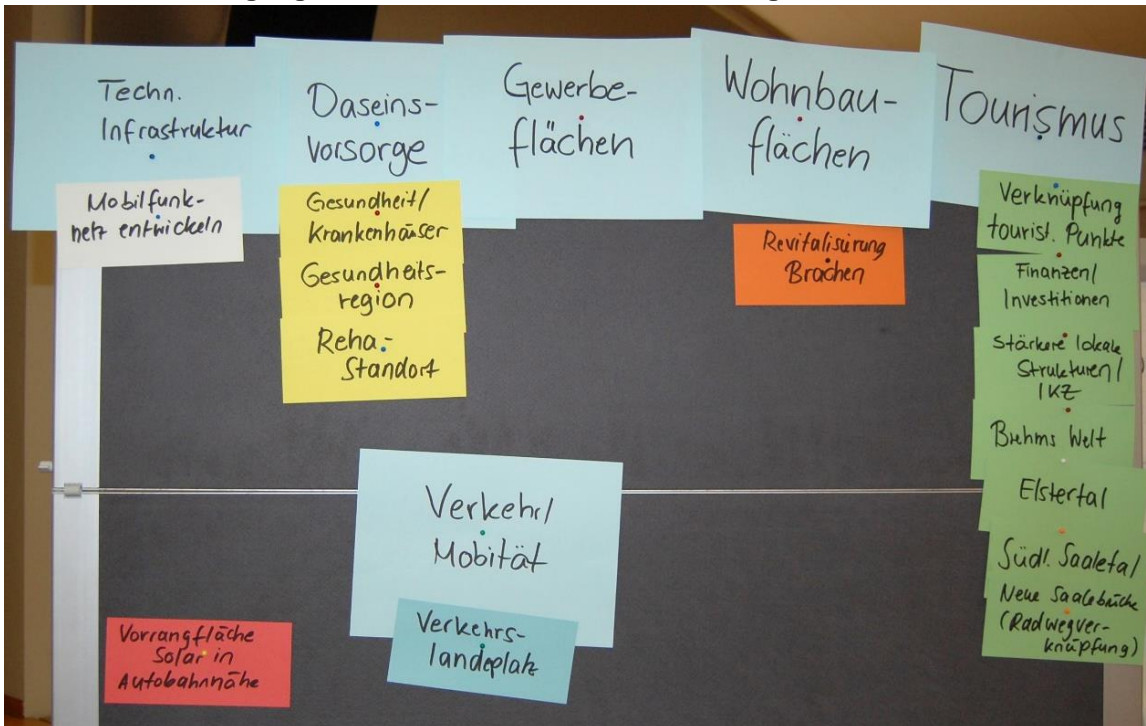 Techn.
Infrastruktur
Mobilfunk-
netz entwickeln
Daseins-
vorsorge
Gesundheit/
Krankenhäuser
Gesundheits-
region
Reha-
Standort
Gewerbe-
flächen
Wohnbau-
flächen
Revitalisierung
Brachen
Tourismus
Verknüpfung
tourist. Punkte
Finanzen/
Investitionen
Stärkere lokale
Strukturen/
IKZ
Brehms Welt
Elstertal
Südl. Saaletal
Neue Saalebrücke
(Radwegver-
knüpfung)
Verkehr/
Mobität
Verkehrs-
landeplatz
Vorrangfläche
Solar in
Autobahnnähe